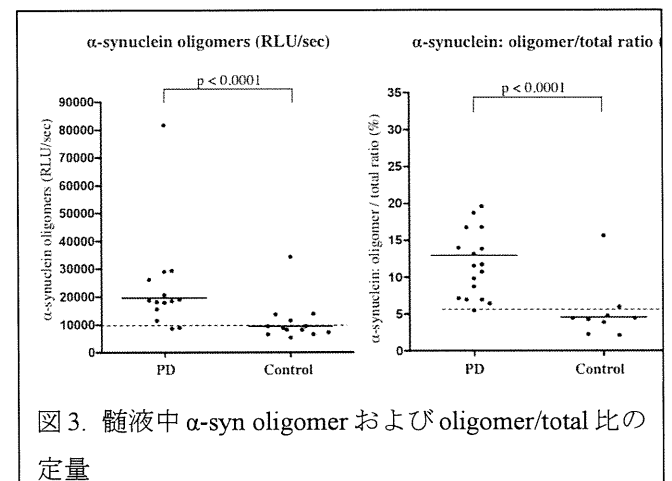 α-synuclein oligomers (RLU/sec)
p < 0.0001
α-synuclein oligomers (RLU/sec)
90000
80000
70000
60000
50000
40000
30000
20000
10000
0
PD
Control
α-synuclein: oligomer/total ratio (
p < 0.0001
α-synuclein: oligomer / total ratio (%)
35
30
25
20
15
10
5
0
PD
Control
図 3. 髄液中 α-syn oligomer および oligomer/total 比の
定量